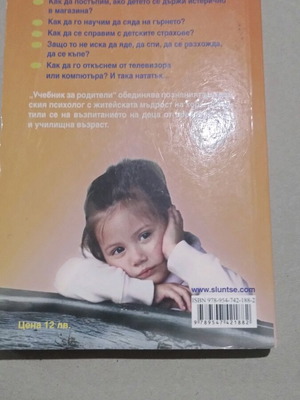 Как да постъпим, ако детето се държи истерично
в магазина?
Как да го научим да сяда на гърнето?
Как да се справим с детските страхове?
Защо то не иска да яде, да спи, да се разхожда,
да се къпе?
Как да го откъснем от телевизора
или компютъра? И така нататък...
„Учебник за родители“ обединява
ския психолог с житейската мъдрост на
тили се на възпитанието на деца от
и училищна възраст.
www.sluntse.com
ISBN 978-954-742-188-2
9789547421882
Цена 12 лв.